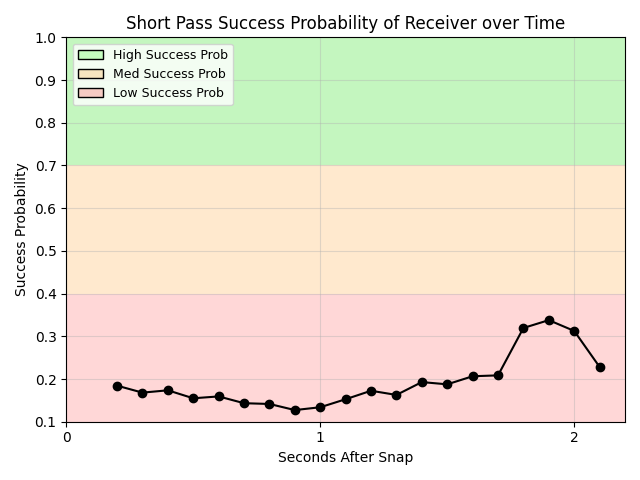 Short Pass Success Probability of Receiver over Time
1.0
High Success Prob
Med Success Prob
Low Success Prob
0.9
0.8
0.7
0.6
0.5
0.4
0.3
0.2
0.1
Success Probability
0 1 2
Seconds After Snap